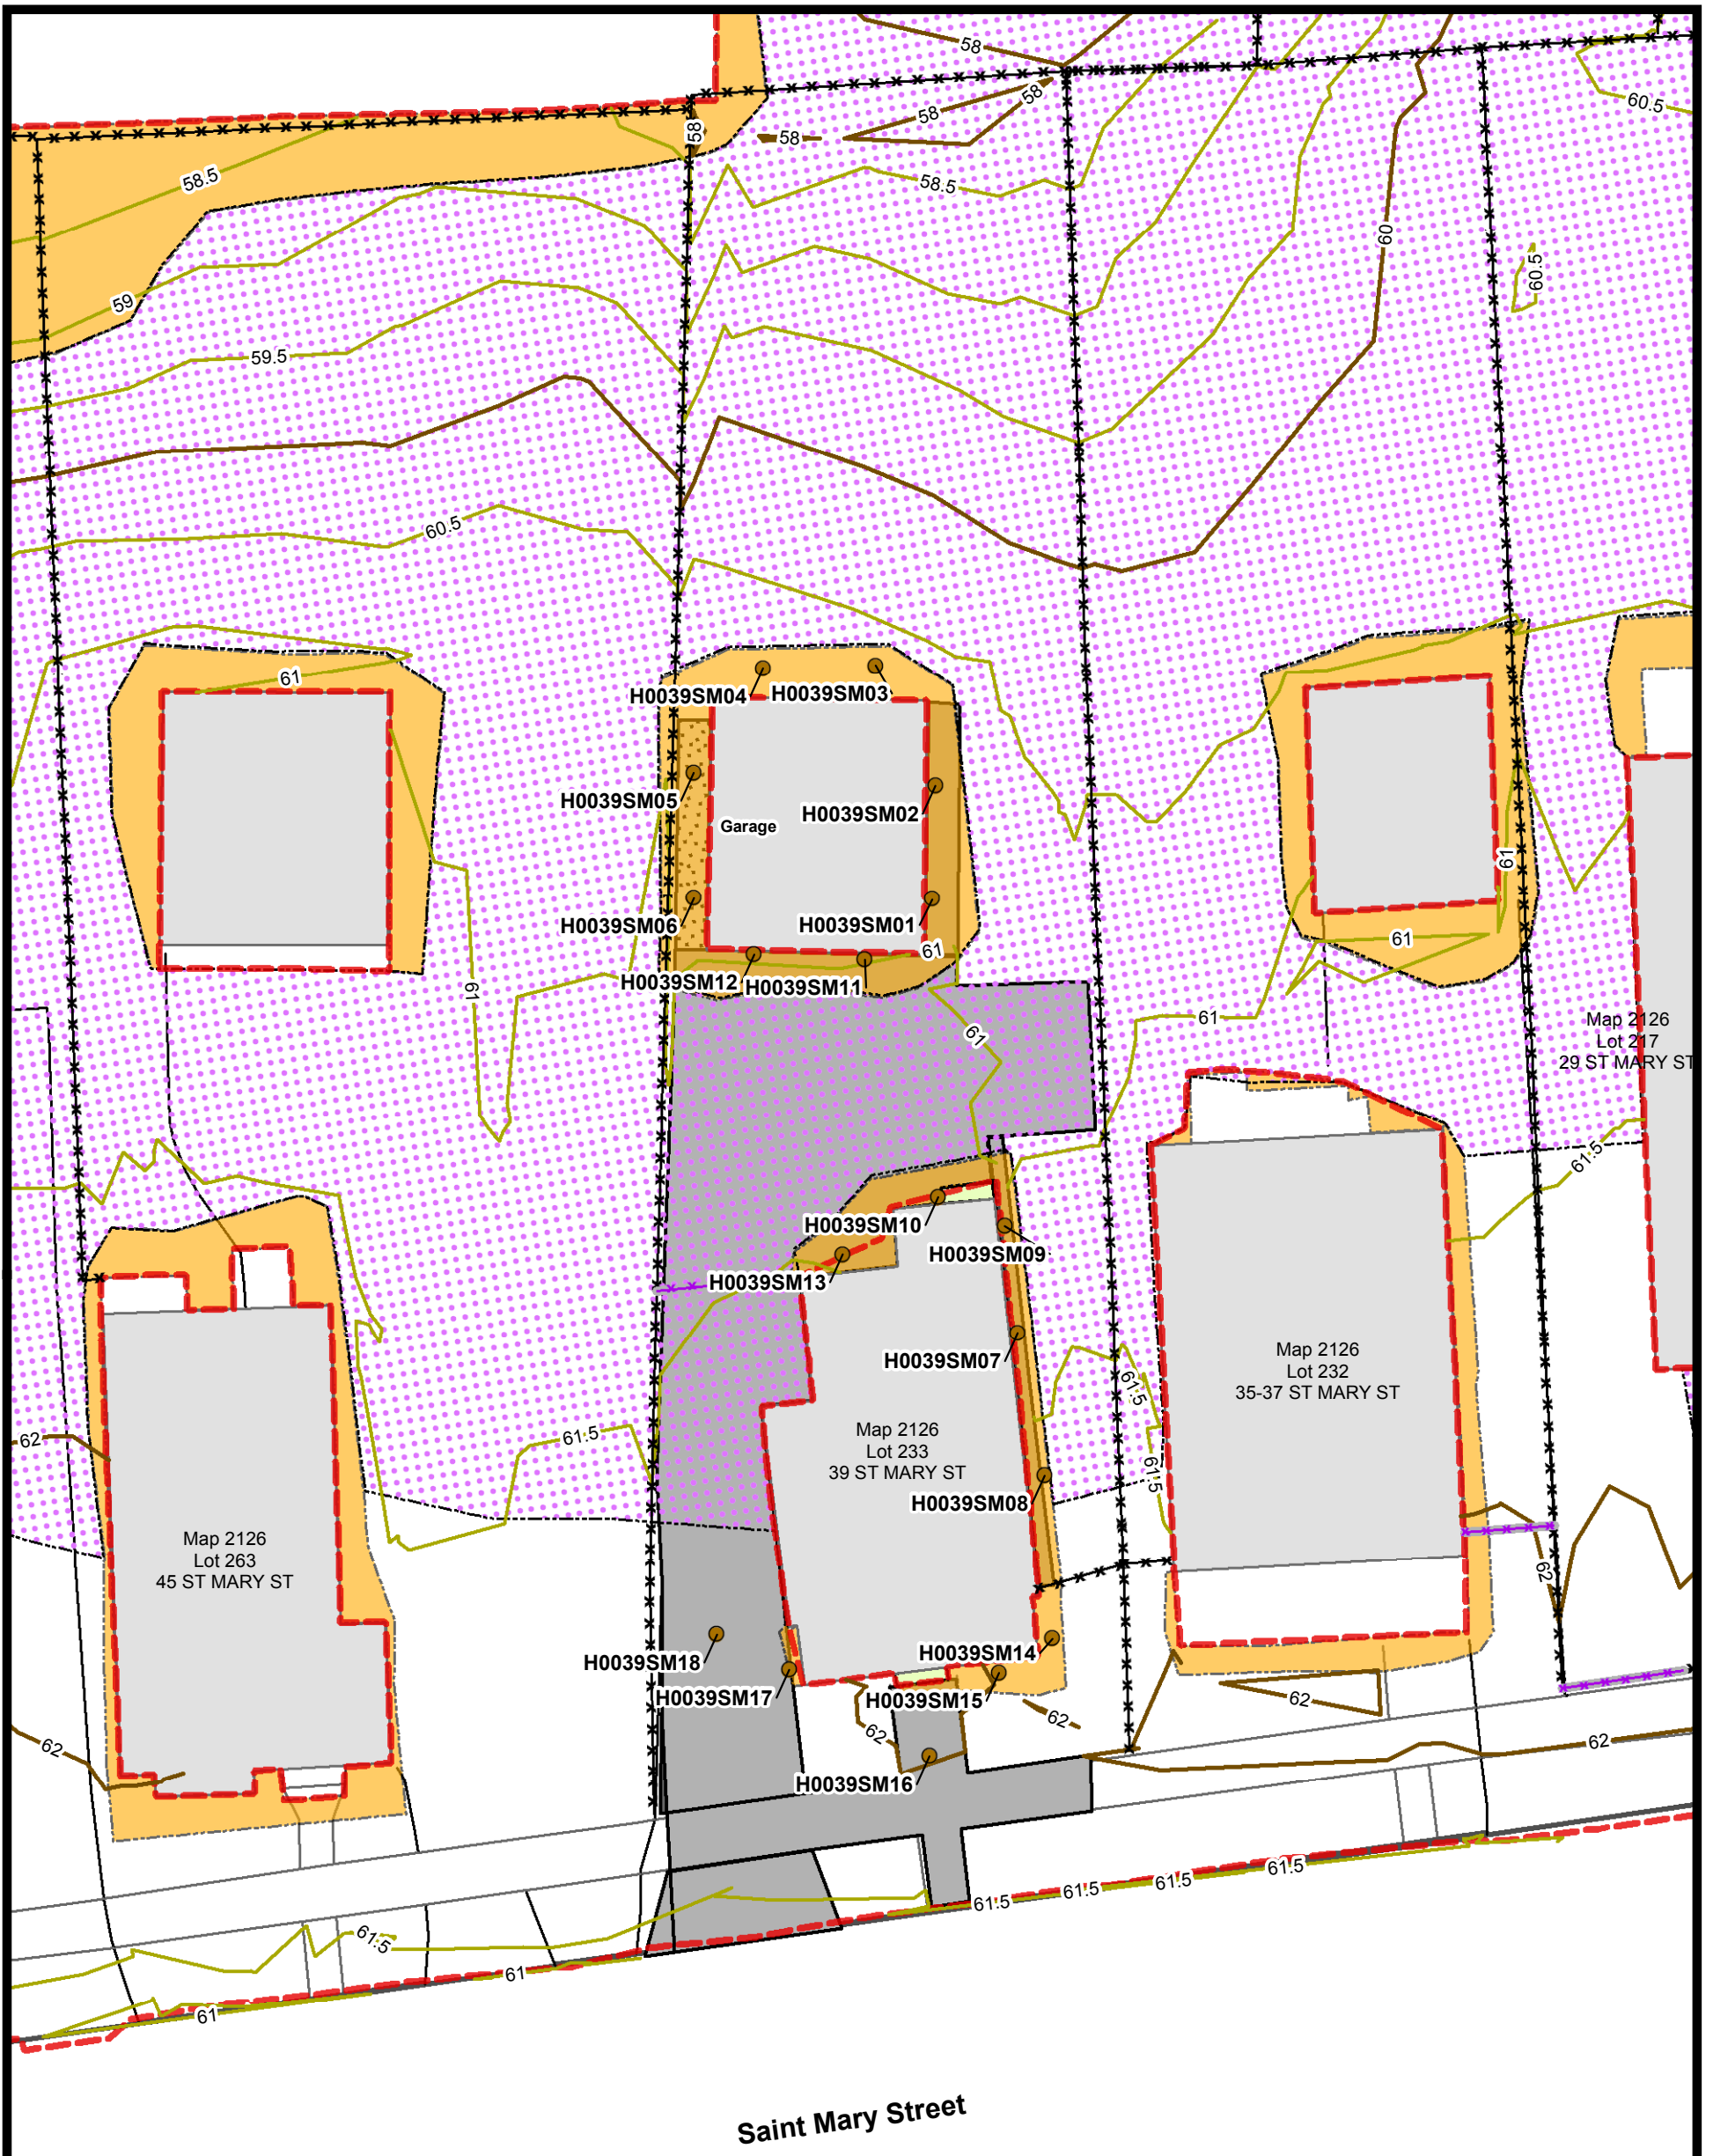 58
58
58
58
58
60.5
58.5
58.5
60
60.5
59
59.5
60.5
61
H0039SM04
H0039SM03
H0039SM05
H0039SM02
Garage
61
H0039SM06
H0039SM01
61
61
H0039SM12
H0039SM11
61
61
61
Map 2126
Lot 217
29 ST MARY ST
61.5
H0039SM10
H0039SM09
H0039SM13
H0039SM07
Map 2126
Lot 232
35-37 ST MARY ST
61.5
62
61.5
Map 2126
Lot 233
39 ST MARY ST
61.5
H0039SM08
Map 2126
Lot 263
45 ST MARY ST
62
H0039SM14
H0039SM18
H0039SM17
H0039SM15
62
62
62
62
62
H0039SM16
61.5
61.5
61.5
61.5
61.5
61
61
Saint Mary Street